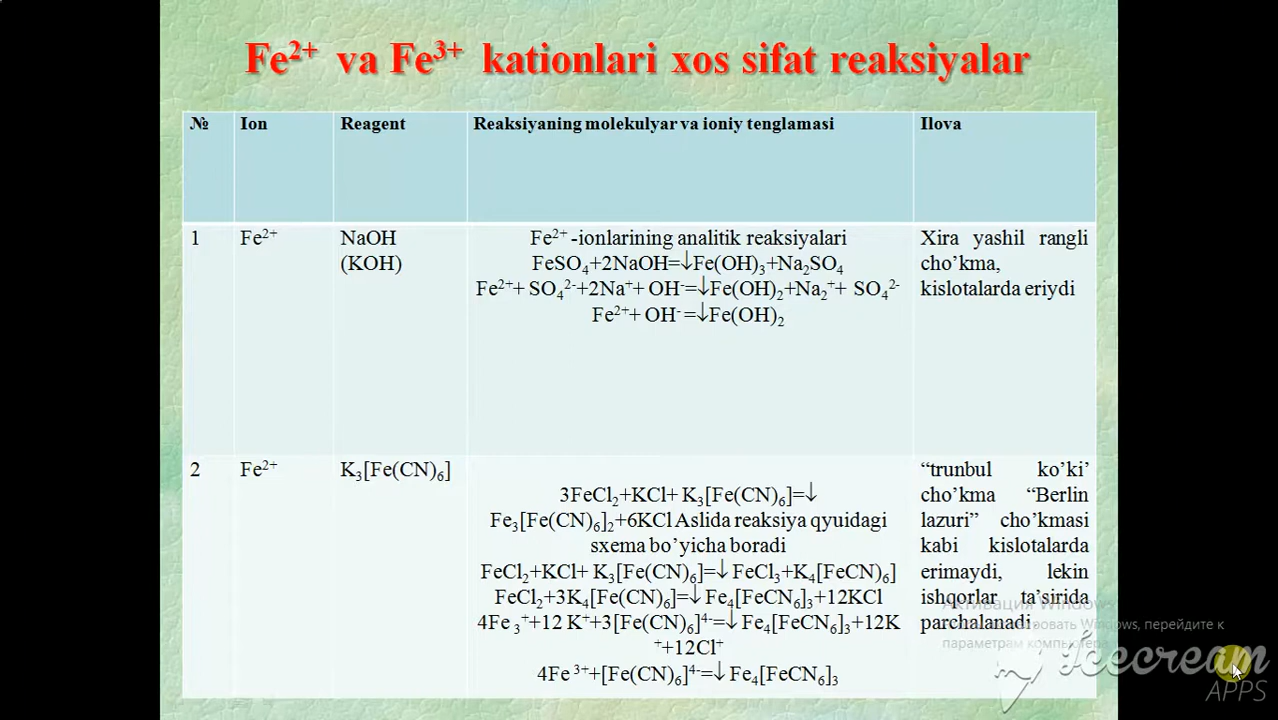 Fe²⁺ va Fe³⁺ kationlari xos sifat reaksiyalar
№ Ion Reagent Reaksiyaning molekulyar va ioniy tenglamasi Ilova
1 Fe²⁺ NaOH (KOH)
Fe²⁺ -ionlarining analitik reaksiyalari
FeSO₄+2NaOH=↓Fe(OH)₃+Na₂SO₄
Fe²⁺+ SO₄²⁻+2Na⁺+ OH⁻=↓Fe(OH)₂+Na₂⁺+ SO₄²⁻
Fe²⁺+ OH⁻ =↓Fe(OH)₂
Xira yashil rangli
cho’kma,
kislotalarda eriydi
2 Fe²⁺ K₃[Fe(CN)₆]
3FeCl₂+KCl+ K₃[Fe(CN)₆]=↓
Fe₃[Fe(CN)₆]₂+6KCl Aslida reaksiya qyuidagi
sxema bo’yicha boradi
FeCl₂+KCl+ K₃[Fe(CN)₆]=↓ FeCl₃+K₄[FeCN₆]
FeCl₂+3K₄[Fe(CN)₆]=↓ Fe₄[FeCN₆]₃+12KCl
4Fe ₃⁺+12 K⁺+3[Fe(CN)₆]⁴⁻=↓ Fe₄[FeCN₆]₃+12K
⁺+12Cl⁺
4Fe ³⁺+[Fe(CN)₆]⁴⁻=↓ Fe₄[FeCN₆]₃
“trunbul ko’ki’
cho’kma “Berlin
lazuri” cho’kmasi
kabi kislotalarda
erimaydi, lekin
ishqorlar ta’sirida
parchalanadi.
Активация Windows
Windows, перейдите к
параметрам компьютера
icecream
APPS